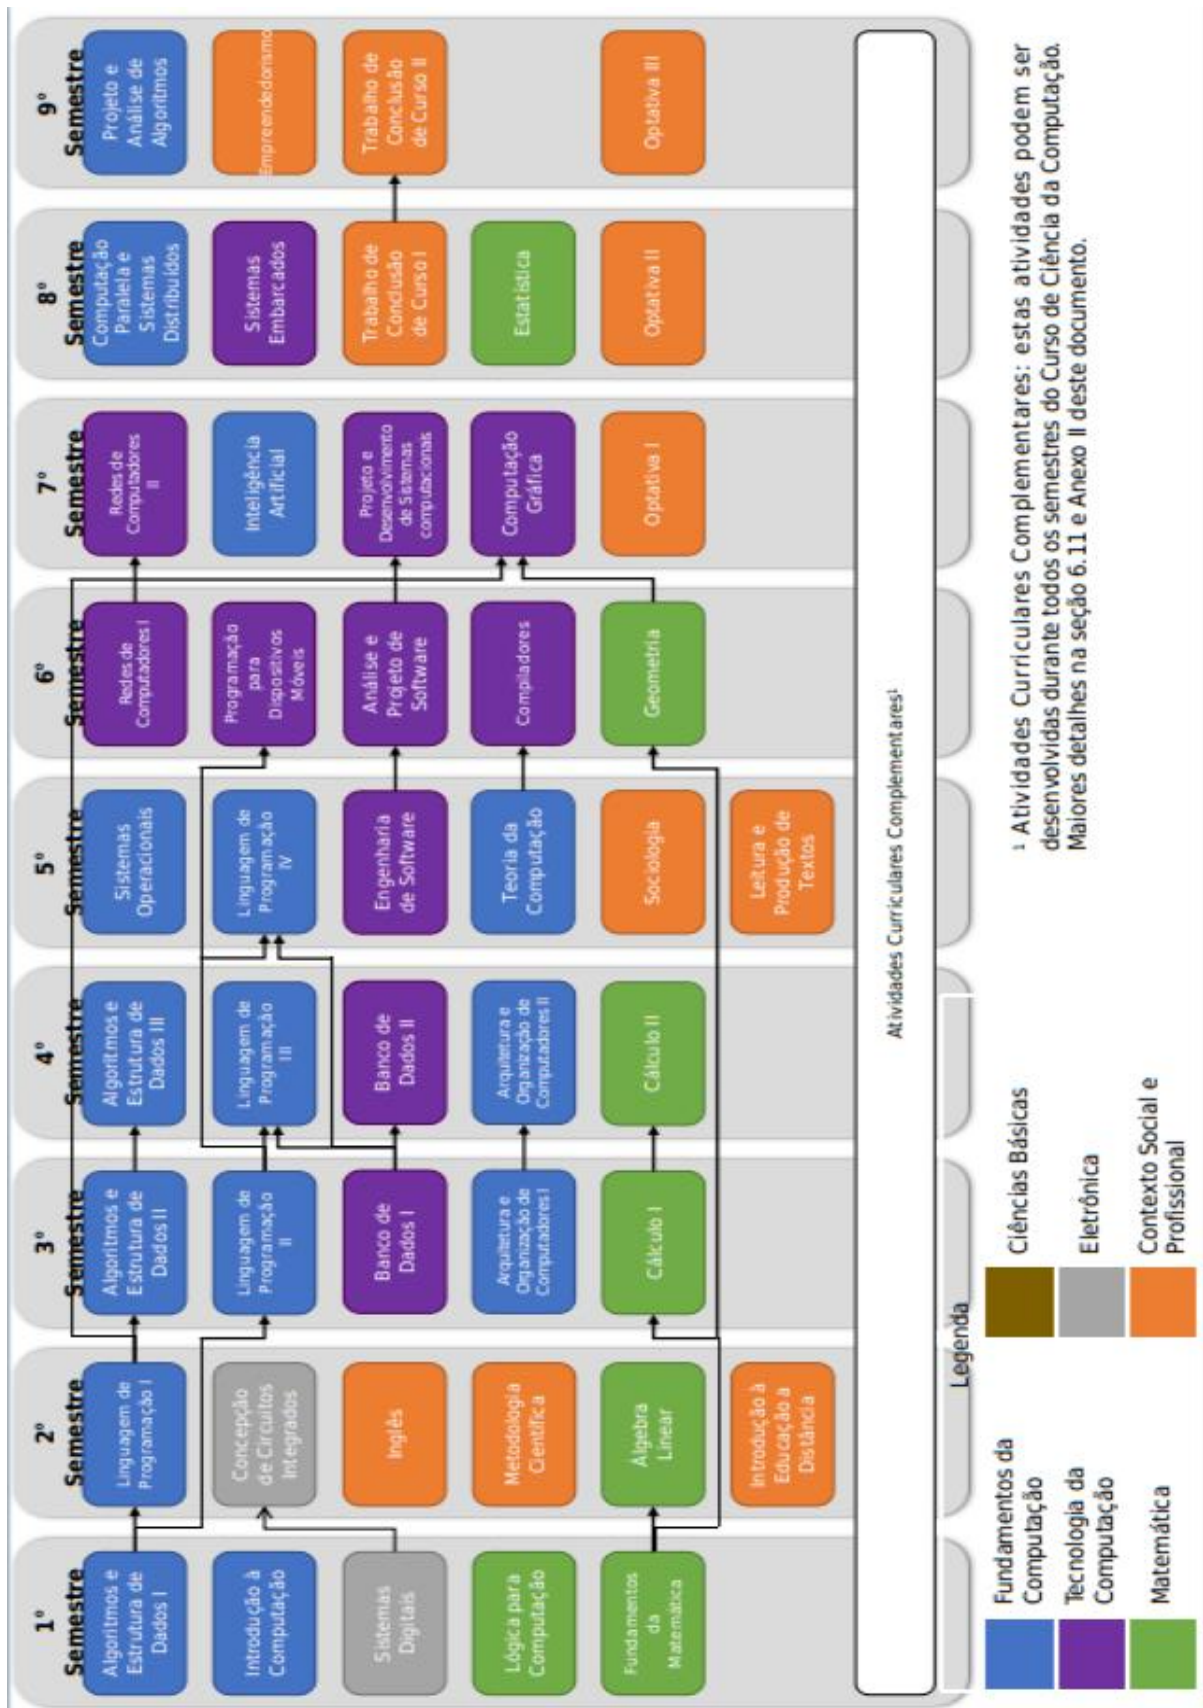 1º
Semestre
Algoritmos e
Estrutura de
Dados I
Introdução à
Computação
Sistemas
Digitais
Lógica para
Computação
Fundamentos
da
Matemática
2º
Semestre
Linguagem de
Programação I
Concepção
de Circuitos
Integrados
Inglês
Metodologia
Científica
Álgebra
Linear
Introdução à
Educação a
Distância
3º
Semestre
Algoritmos e
Estrutura de
Dados II
Linguagem de
Programação
II
Banco de
Dados I
Arquitetura e
Organização de
Computadores I
Cálculo I
4º
Semestre
Algoritmos e
Estrutura de
Dados III
Linguagem de
Programação
III
Banco de
Dados II
Arquitetura e
Organização de
Computadores II
Cálculo II
5º
Semestre
Sistemas
Operacionais
Linguagem de
Programação
IV
Engenharia
de Software
Teoria da
Computação
Sociologia
Leitura e
Produção de
Textos
6º
Semestre
Redes de
Computadores I
Programação
para
Dispositivos
Móveis
Análise e
Projeto de
Software
Compiladores
Geometria
7º
Semestre
Redes de
Computadores
II
Inteligência
Artificial
Projeto e
Desenvolvimento
de Sistemas
computacionais
Computação
Gráfica
Optativa I
8º
Semestre
Computação
Paralela e
Sistemas
Distribuídos
Sistemas
Embarcados
Trabalho de
Conclusão
de Curso I
Estatística
Optativa II
9º
Semestre
Projeto e
Análise de
Algoritmos
Empreendedorismo
Trabalho de
Conclusão
de Curso II
Optativa III
Atividades Curriculares Complementares¹
Legenda
Fundamentos da
Computação
Tecnologia da
Computação
Matemática
Ciências Básicas
Eletrônica
Contexto Social e
Profissional
¹ Atividades Curriculares Complementares: estas atividades podem ser
desenvolvidas durante todos os semestres do Curso de Ciência da Computação.
Maiores detalhes na seção 6.11 e Anexo II deste documento.